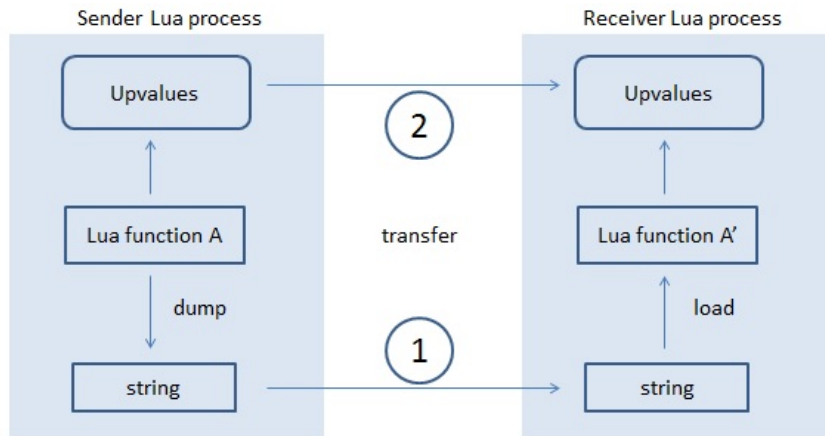 Sender Lua process
Receiver Lua process
Upvalues
2
Upvalues
Lua function A
transfer
Lua function A’
dump
load
1
string
string